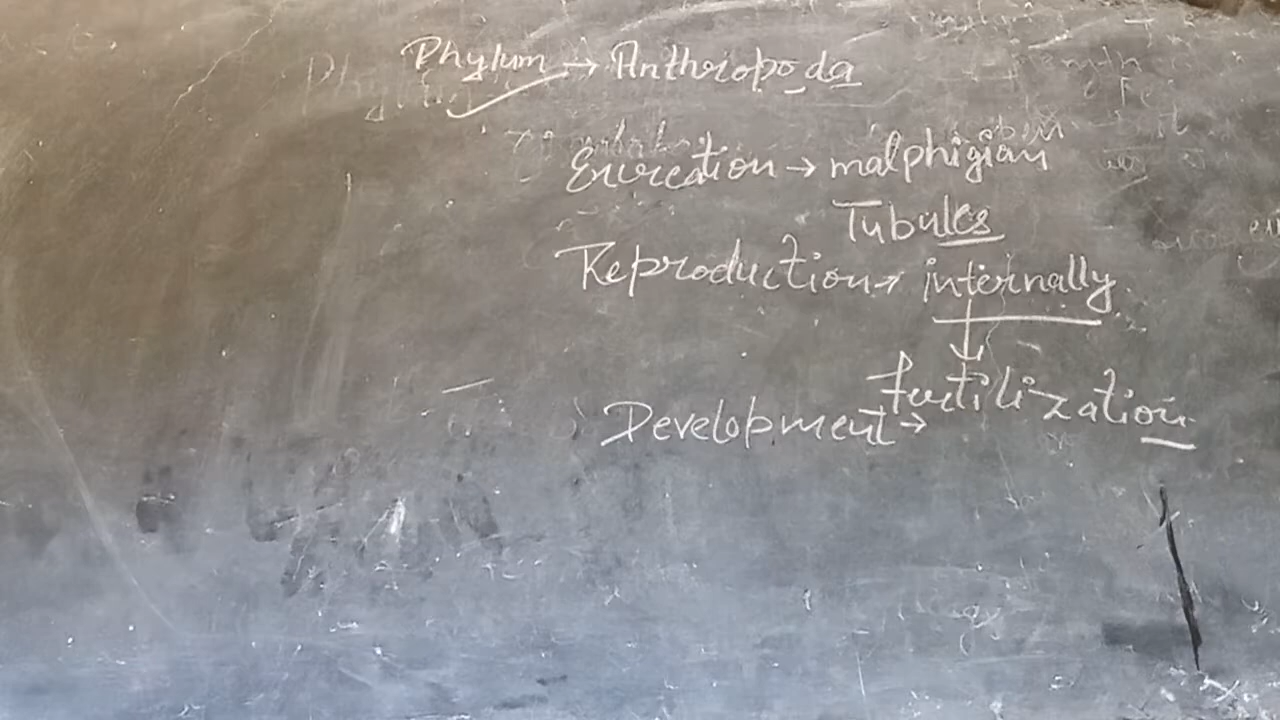 Phylum → Anthropoda
Excreation → malphigian
Tubules
Reproduction → internally
↓
fertilization
Development →